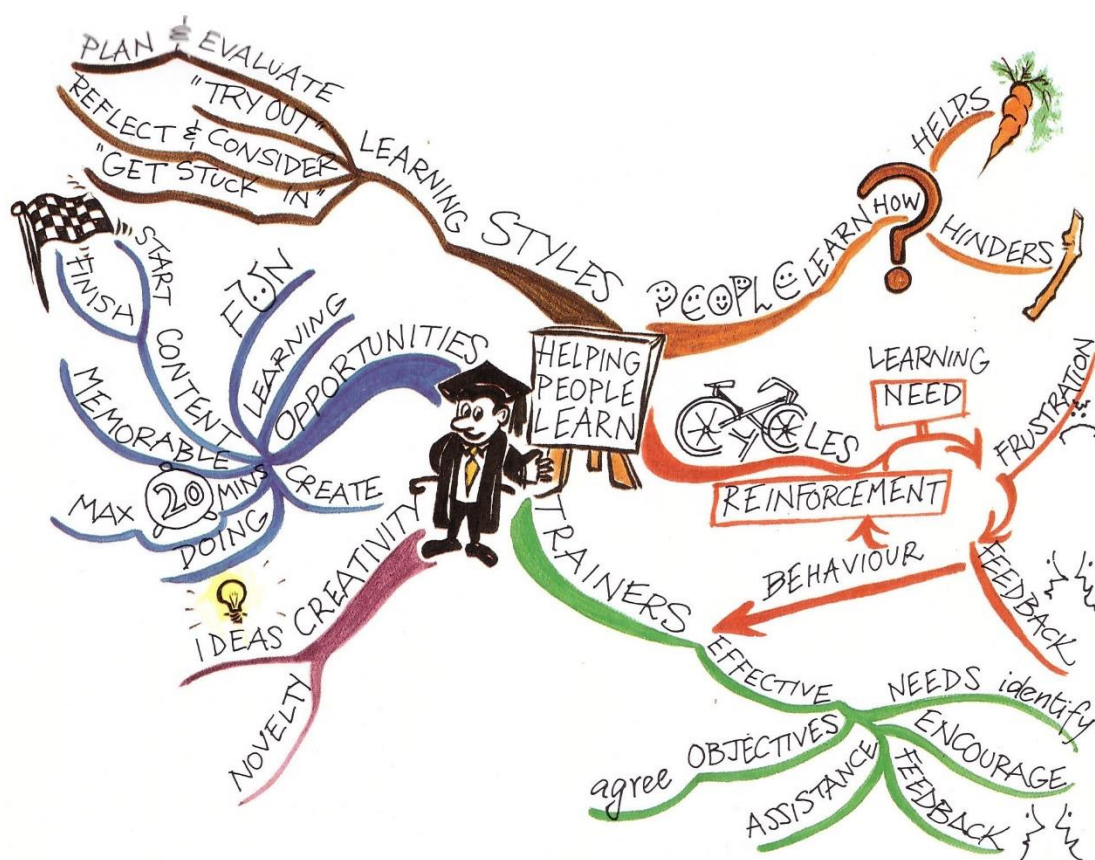 HELPING
PEOPLE
LEARN
PEOPLE LEARN
HOW
HELPS
HINDERS
CLES
LEARNING
NEED
FRUSTRATION
FEEDBACK
BEHAVIOUR
REINFORCEMENT
TRAINERS
EFFECTIVE
NEEDS identify
ENCOURAGE
FEEDBACK
ASSISTANCE
OBJECTIVES
agree
CREATIVITY
IDEAS
NOVELTY
OPPORTUNITIES
CREATE
DOING
MAX 20 MINS
MEMORABLE
CONTENT
START
FINISH
FUN
LEARNING
LEARNING STYLES
PLAN & EVALUATE
"TRY OUT"
REFLECT & CONSIDER
"GET STUCK IN"